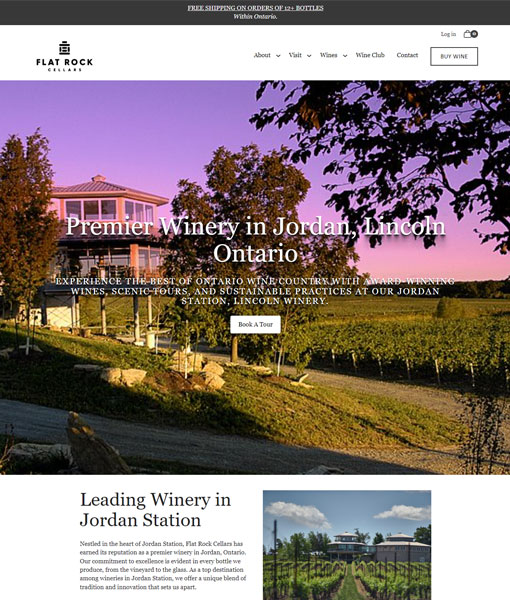 FREE SHIPPING ON ORDERS OF 12+ BOTTLES
Within Ontario.
Log in
0
FLAT ROCK
CELLARS
About
Visit
Wines
Wine Club
Contact
BUY WINE
Premier Winery in Jordan, Lincoln
Ontario
EXPERIENCE THE BEST OF ONTARIO WINE COUNTRY WITH AWARD-WINNING
WINES, SCENIC TOURS, AND SUSTAINABLE PRACTICES AT OUR JORDAN
STATION, LINCOLN WINERY.
Book A Tour
Leading Winery in
Jordan Station
Nestled in the heart of Jordan Station, Flat Rock Cellars has
earned its reputation as a premier winery in Jordan, Ontario.
Our commitment to excellence is evident in every bottle we
produce, from the vineyard to the glass. As a top destination
among wineries in Jordan Station, we offer a unique blend of
tradition and innovation that sets us apart.